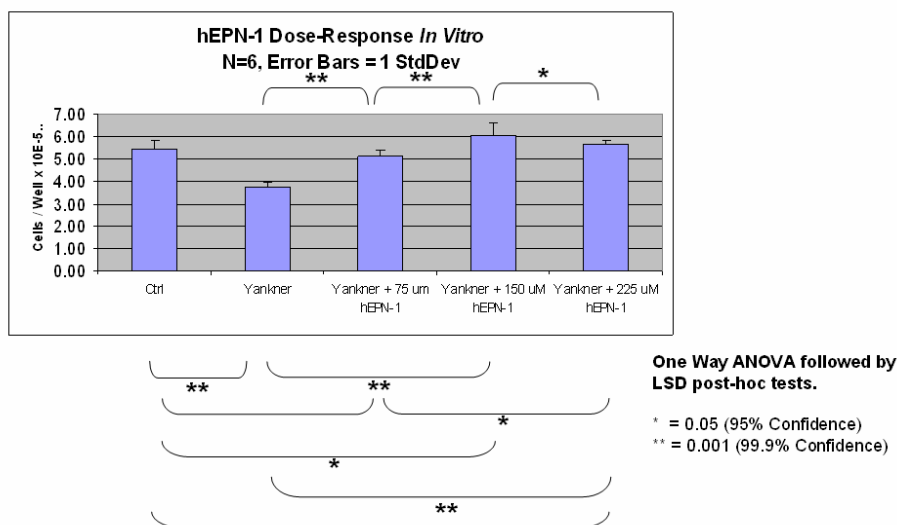 hEPN-1 Dose-Response In Vitro
N=6, Error Bars = 1 StdDev
** ** *
7.00
6.00
5.00
4.00
3.00
2.00
1.00
0.00
Cells / Well x 10E-5..
Ctrl
Yankner
Yankner + 75 um
hEPN-1
Yankner + 150 uM
hEPN-1
Yankner + 225 uM
hEPN-1
** **
*
*
**
One Way ANOVA followed by
LSD post-hoc tests.
* = 0.05 (95% Confidence)
** = 0.001 (99.9% Confidence)